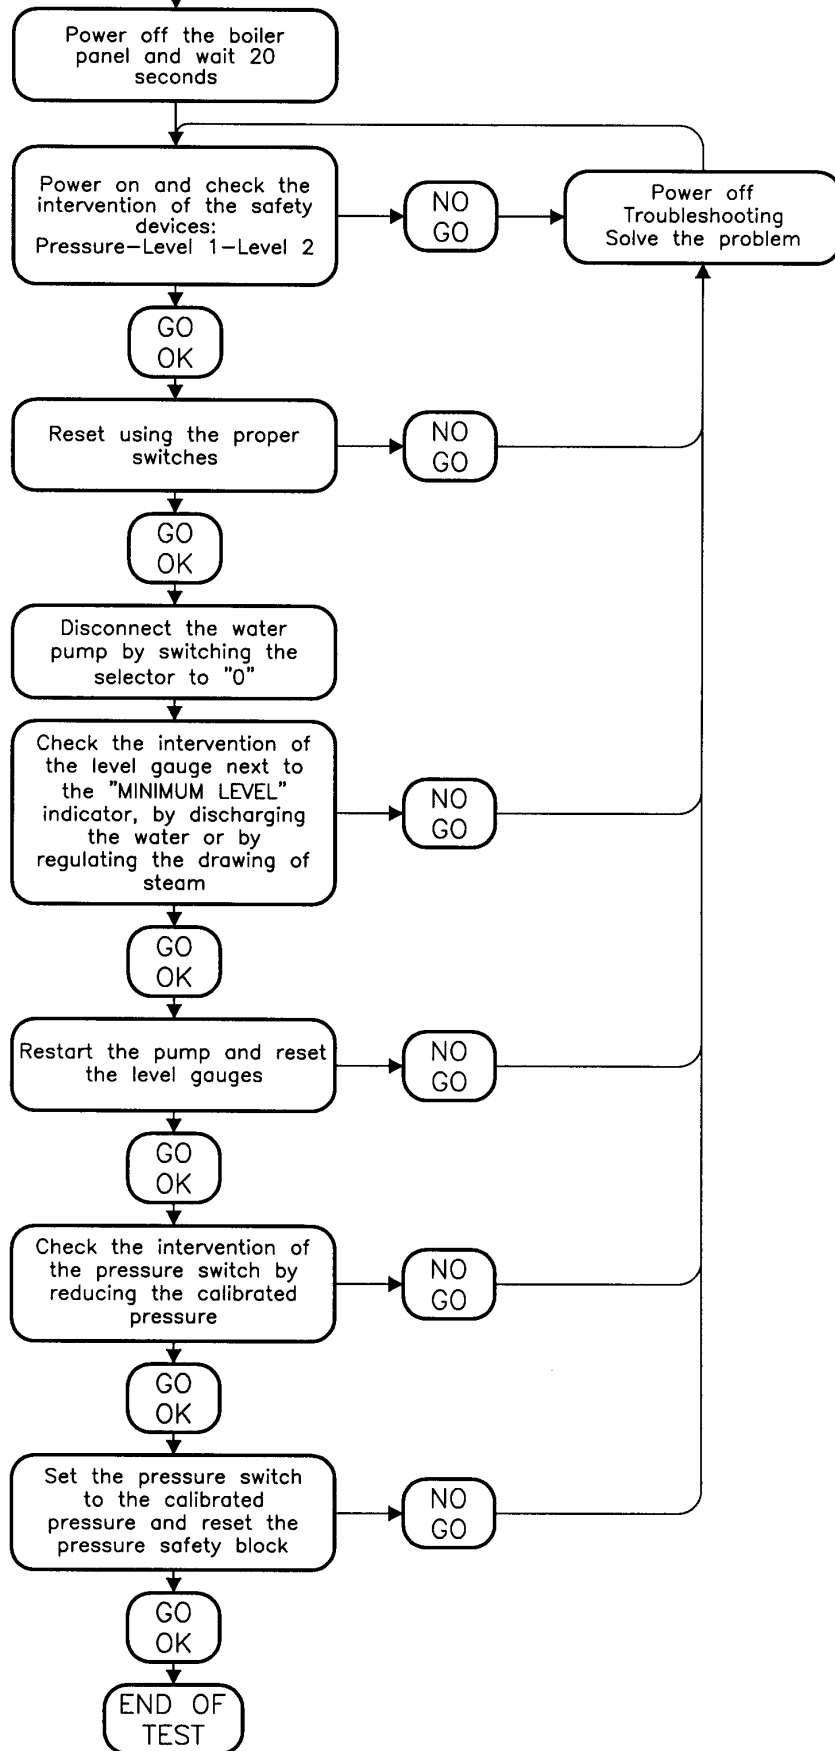 Power off the boiler
panel and wait 20
seconds
Power on and check the
intervention of the safety
devices:
Pressure-Level 1-Level 2
NO
GO
Power off
Troubleshooting
Solve the problem
GO
OK
Reset using the proper
switches
NO
GO
GO
OK
Disconnect the water
pump by switching the
selector to "0"
Check the intervention of
the level gauge next to
the "MINIMUM LEVEL"
indicator, by discharging
the water or by
regulating the drawing of
steam
NO
GO
GO
OK
Restart the pump and reset
the level gauges
NO
GO
GO
OK
Check the intervention of
the pressure switch by
reducing the calibrated
pressure
NO
GO
GO
OK
Set the pressure switch
to the calibrated
pressure and reset the
pressure safety block
NO
GO
GO
OK
END OF
TEST